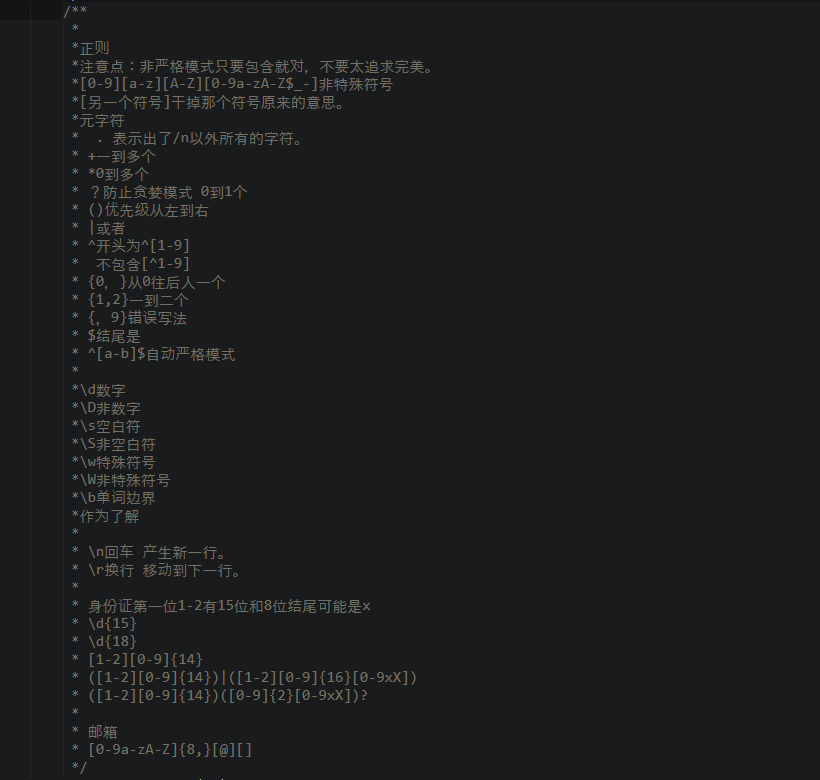 /**
*
*正则
*注意点：非严格模式只要包含就对，不要太追求完美。
*[0-9][a-z][A-Z][0-9a-zA-Z$_-]非特殊符号
*[另一个符号]干掉那个符号原来的意思。
*元字符
* . 表示出了/n以外所有的字符。
* +一到多个
* *0到多个
* ？防止贪婪模式 0到1个
* ()优先级从左到右
* |或者
* ^开头为^[1-9]
* 不包含[^1-9]
* {0，}从0往后人一个
* {1,2}一到二个
* {，9}错误写法
* $结尾是
* ^[a-b]$自动严格模式
*
*\d数字
*\D非数字
*\s空白符
*\S非空白符
*\w特殊符号
*\W非特殊符号
*\b单词边界
*作为了解
*
* \n回车 产生新一行。
* \r换行 移动到下一行。
*
* 身份证第一位1-2有15位和8位结尾可能是x
* \d{15}
* \d{18}
* [1-2][0-9]{14}
* ([1-2][0-9]{14})|([1-2][0-9]{16}[0-9xX])
* ([1-2][0-9]{14})([0-9]{2}[0-9xX])?
*
* 邮箱
* [0-9a-zA-Z]{8,}[@][]
*/